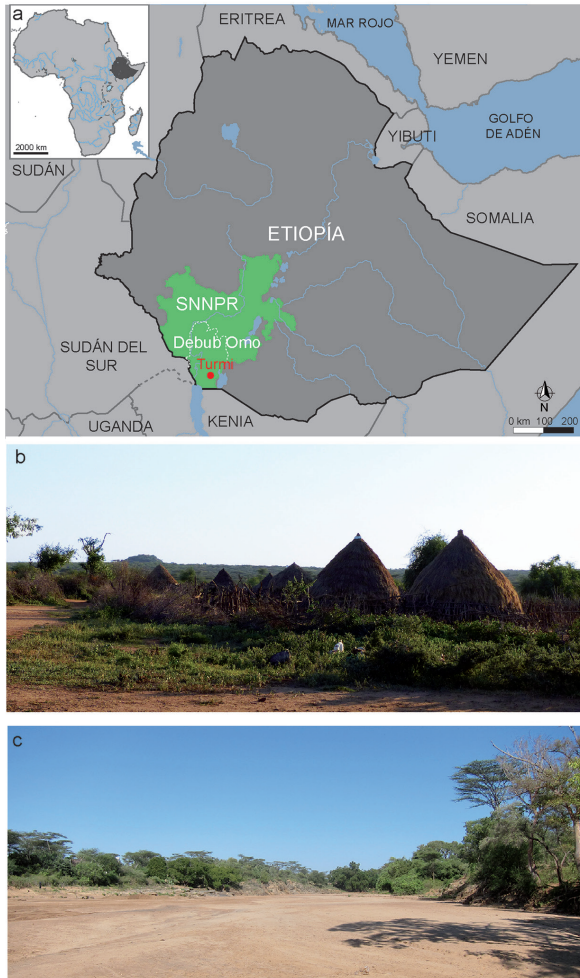 a
2000 km
ERITREA
MAR ROJO
YEMEN
GOLFO
DE ADÉN
YIBUTI
SUDÁN
SOMALIA
ETIOPÍA
SNNPR
Debub Omo
Turmi
SUDÁN DEL
SUR
UGANDA
KENIA
N
0 km 100 200
b
c